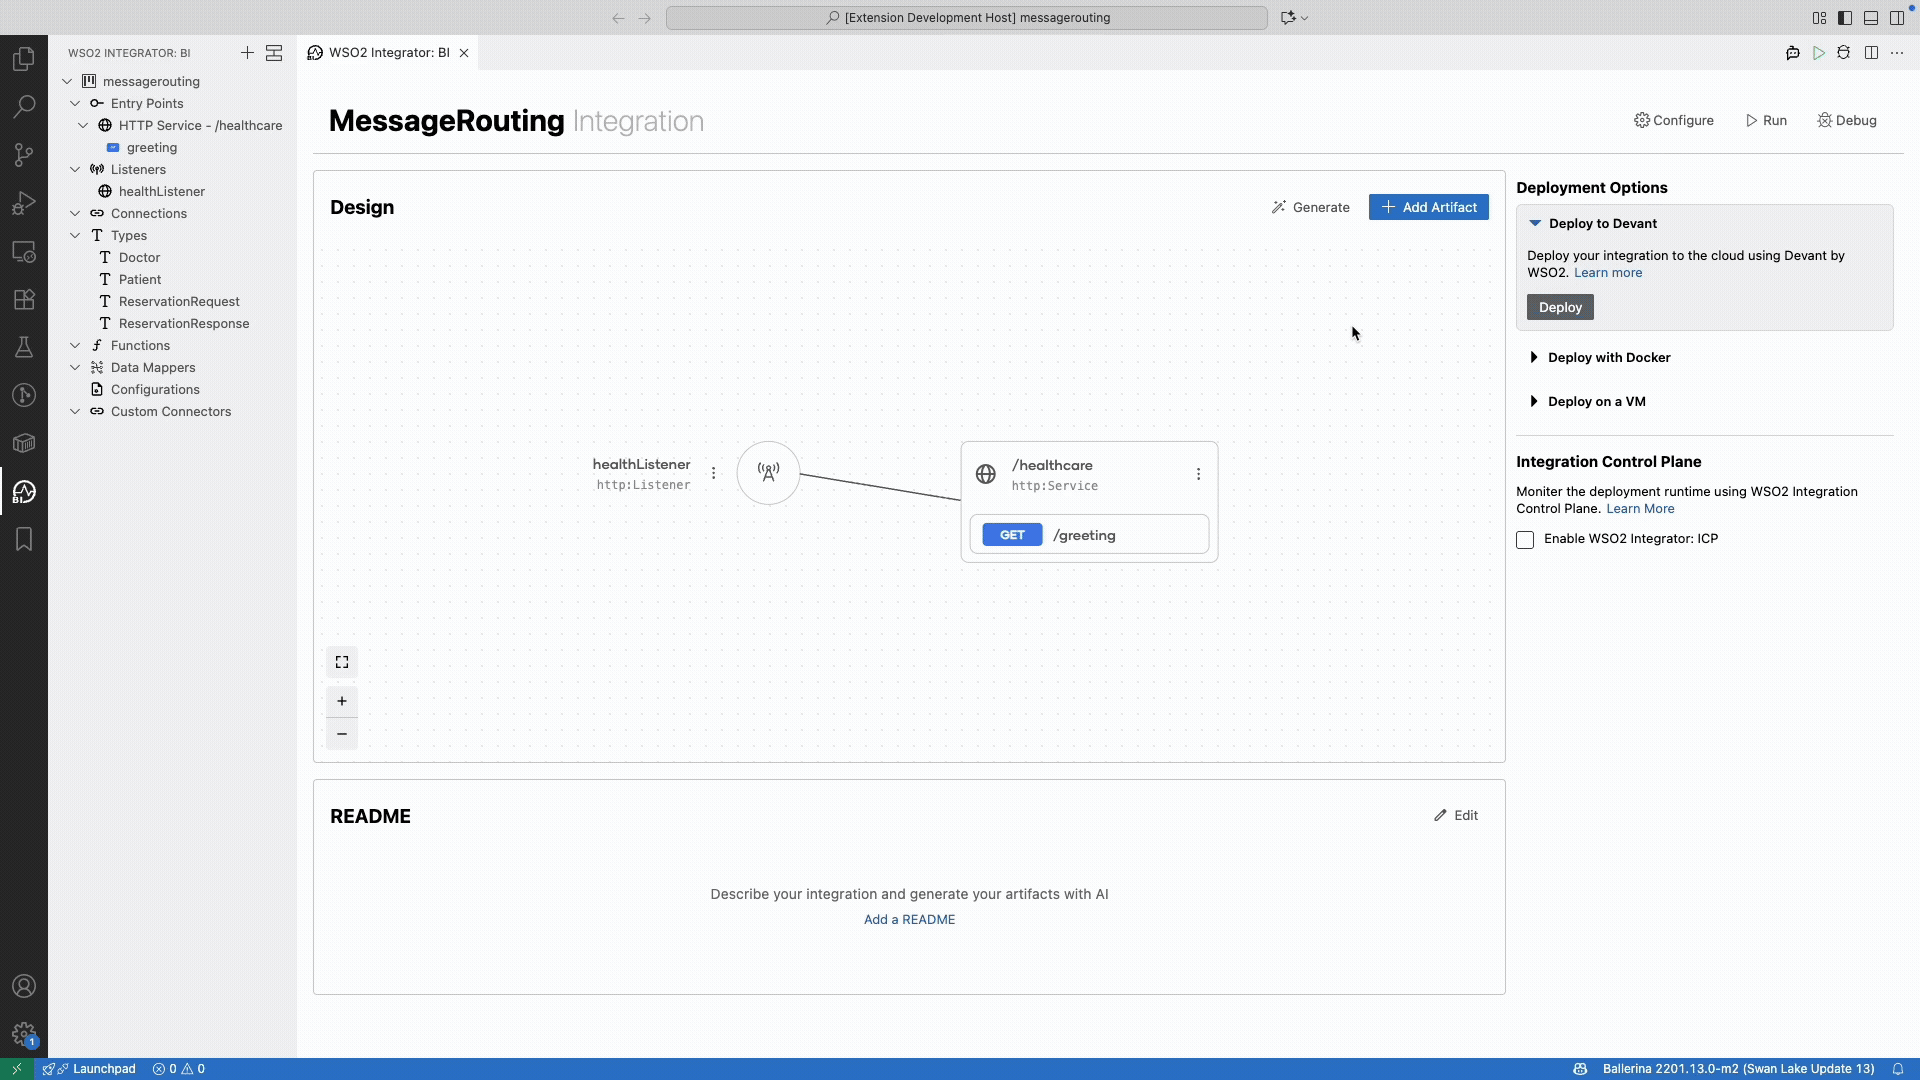 [Extension Development Host] messagerouting
WSO2 INTEGRATOR: BI
messagerouting
Entry Points
HTTP Service - /healthcare
greeting
Listeners
healthListener
Connections
Types
Doctor
Patient
ReservationRequest
ReservationResponse
Functions
Data Mappers
Configurations
Custom Connectors
WSO2 Integrator: BI
MessageRouting Integration
Configure
Run
Debug
Design
Generate
Add Artifact
healthListener
http:Listener
/healthcare
http:Service
GET /greeting
README
Edit
Describe your integration and generate your artifacts with AI
Add a README
Deployment Options
Deploy to Devant
Deploy your integration to the cloud using Devant by
WSO2. Learn more
Deploy
Deploy with Docker
Deploy on a VM
Integration Control Plane
Moniter the deployment runtime using WSO2 Integration
Control Plane. Learn More
Enable WSO2 Integrator: ICP
BI
1
Launchpad
0
0
Ballerina 2201.13.0-m2 (Swan Lake Update 13)